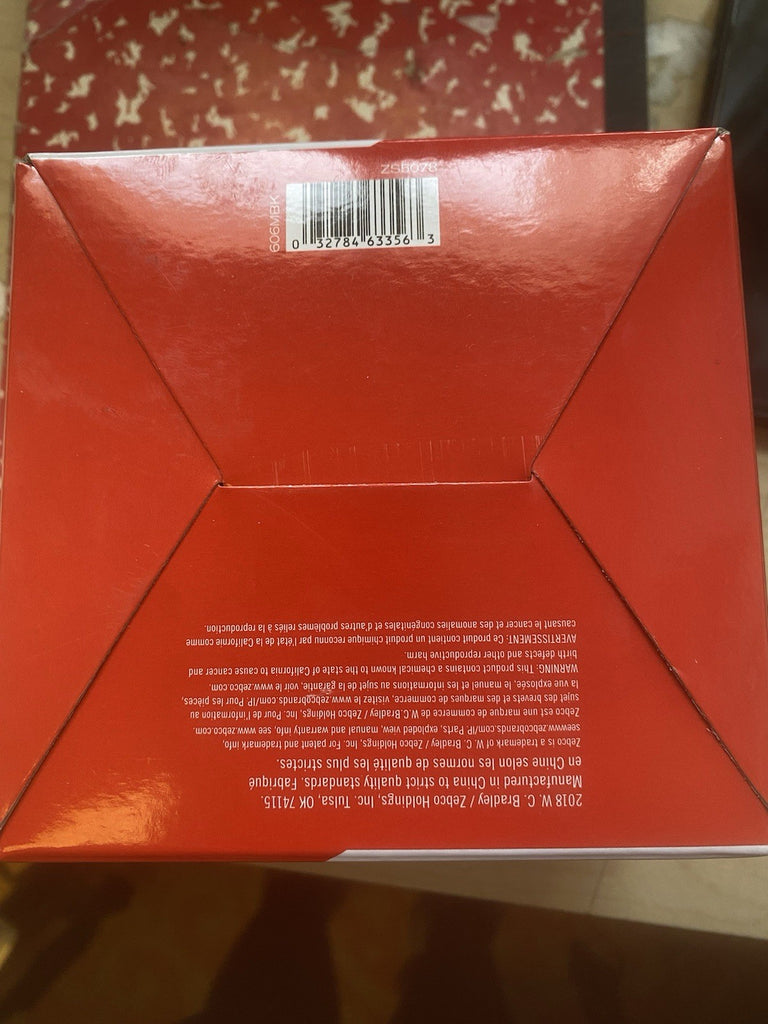 ZSB078
606MBK
0 32784 63356 3
2018 W. C. Bradley / Zebco Holdings, Inc. Tulsa, OK 74115.
Manufactured in China to strict quality standards. Fabriqué
en Chine selon les normes de qualité les plus strictes.
Zebco is a trademark of W. C. Bradley / Zebco Holdings, Inc. For patent and trademark info,
seewww.zebcobrands.com/IP. Parts, exploded view, manual and warranty info, see www.zebco.com.
Zebco est une marque de commerce de W.C. Bradley / Zebco Holdings, Inc. Pour de l'information au
sujet des brevets et des marques de commerce, visitez le www.zebcobrands.com/IP. Pour les pièces,
la vue explosée, le manuel et les informations au sujet de la garantie, voir le www.zebco.com.
WARNING: This product contains a chemical known to the state of California to cause cancer and
birth defects and other reproductive harm.
AVERTISSEMENT: Ce produit contient un produit chimique reconnu par l'état de la Californie comme
causant le cancer et des anomalies congénitales et d'autres problèmes reliés à la reproduction.